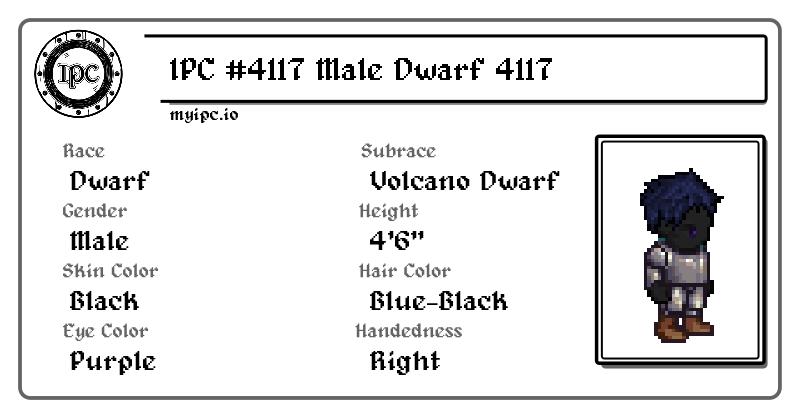 IPC
IPC #4117 Male Dwarf 4117
myipc.io
Race
Dwarf
Subrace
Volcano Dwarf
Gender
Male
Height
4'6"
Skin Color
Black
Hair Color
Blue-Black
Eye Color
Purple
Handedness
Right